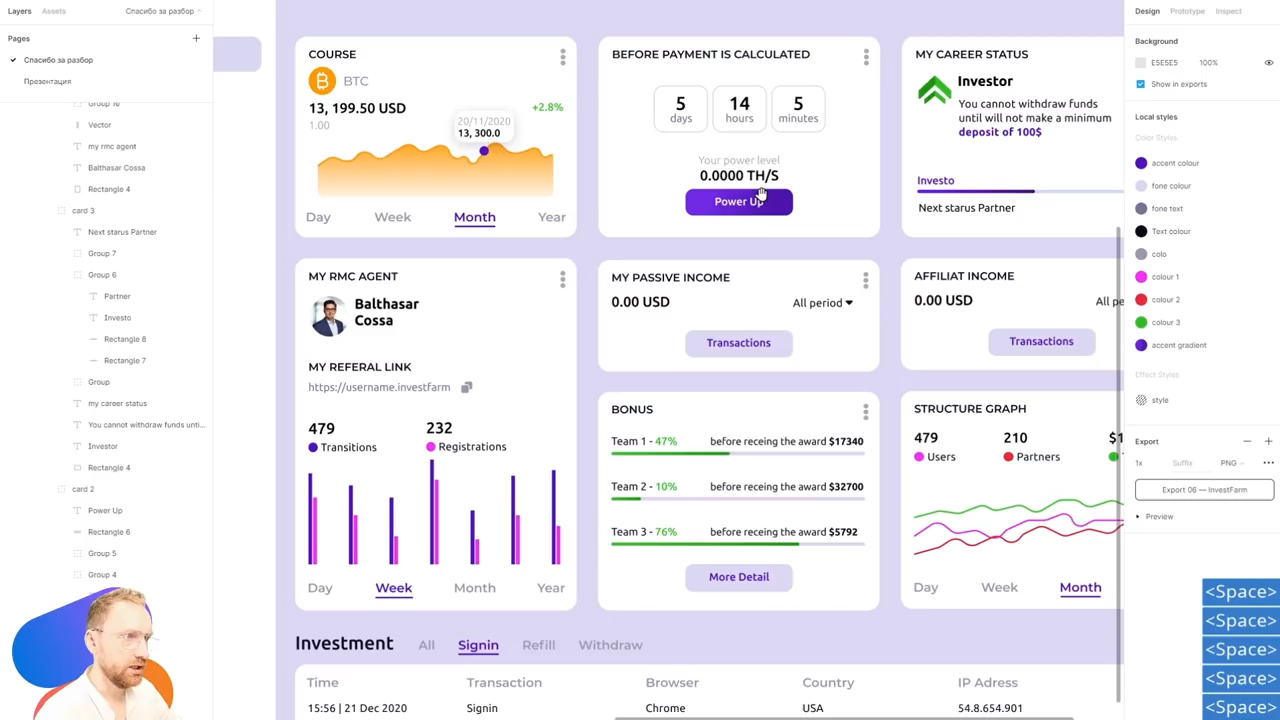 Layers
Assets
Спасибо за разбор
Pages
Спасибо за разбор
Презентация
Group 16
Vector
my rmc agent
Balthasar Cossa
Rectangle 4
card 3
Next starus Partner
Group 7
Group 6
Partner
Investo
Rectangle 8
Rectangle 7
Group
my career status
You cannot withdraw funds unti...
Investor
Rectangle 4
card 2
Power Up
Rectangle 6
Group 5
Group 4
COURSE
BTC
13, 199.50 USD
+2.8%
1.00
20/11/2020
13, 300.0
Day
Week
Month
Year
BEFORE PAYMENT IS CALCULATED
5
days
14
hours
5
minutes
Your power level
0.0000 TH/S
Power Up
MY CAREER STATUS
Investor
You cannot withdraw funds
until will not make a minimum
deposit of 100$
Investo
Next starus Partner
MY RMC AGENT
Balthasar
Cossa
MY REFERAL LINK
https://username.investfarm
479
Transitions
232
Registrations
Day
Week
Month
Year
MY PASSIVE INCOME
0.00 USD
All period
Transactions
AFFILIAT INCOME
0.00 USD
All pe
Transactions
BONUS
Team 1 - 47%
before receing the award $17340
Team 2 - 10%
before receing the award $32700
Team 3 - 76%
before receing the award $5792
More Detail
STRUCTURE GRAPH
479
Users
210
Partners
$1
Day
Week
Month
Investment
All
Signin
Refill
Withdraw
Time
Transaction
Browser
Country
IP Adress
15:56 | 21 Dec 2020
Signin
Chrome
USA
54.8.654.901
Design
Prototype
Inspect
Background
E5E5E5
100%
Show in exports
Local styles
Color Styles
accent colour
fone colour
fone text
Text colour
colo
colour 1
colour 2
colour 3
accent gradient
Effect Styles
style
Export
1x
Suffix
PNG
Export 06 — InvestFarm
Preview
<Space>
<Space>
<Space>
<Space>
<Space>